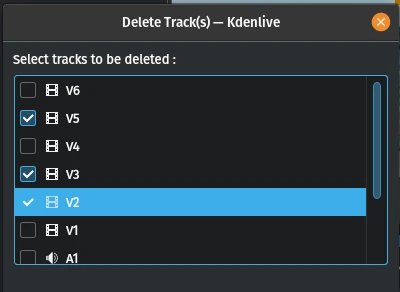 Delete Track(s) — Kdenlive
Select tracks to be deleted :
V6
V5
V4
V3
V2
V1
A1